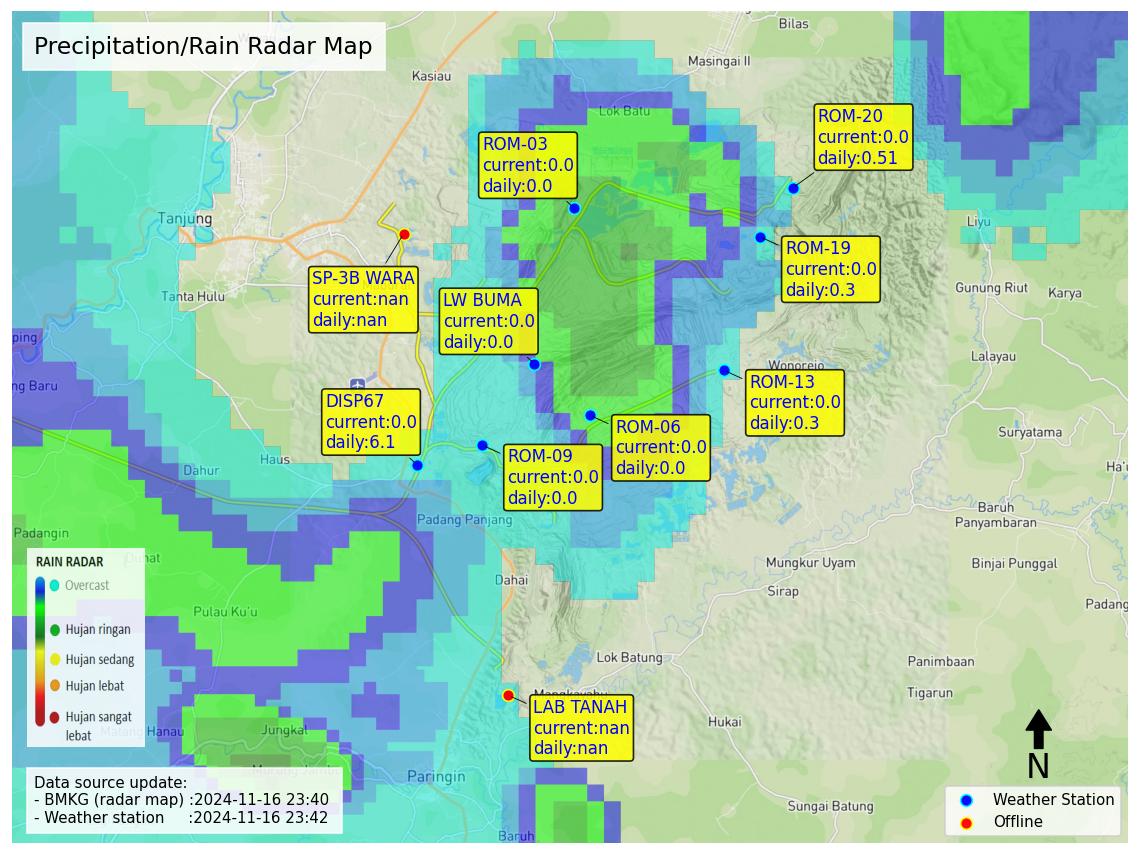 Precipitation/Rain Radar Map
Bilas
Masingai II
Kasiau
Lok Batu
ROM-20
current:0.0
daily:0.51
ROM-03
current:0.0
daily:0.0
Tanjung
Liyu
ROM-19
current:0.0
daily:0.3
SP-3B WARA
current:nan
daily:nan
Tanta Hulu
LW BUMA
current:0.0
daily:0.0
Gunung Riut
Karya
ping
Lalayau
Wonorejo
ng Baru
ROM-13
current:0.0
daily:0.3
DISP67
current:0.0
daily:6.1
ROM-06
current:0.0
daily:0.0
Suryatama
Haus
Dahur
ROM-09
current:0.0
daily:0.0
Ha'u
Baruh
Panyambaran
Padang Panjang
Padangin
RAIN RADAR
Overcast
Hujan ringan
Hujan sedang
Hujan lebat
Hujan sangat
lebat
Mungkur Uyam
Binjai Punggal
Dahai
Sirap
Padang
Pulau Ku'u
Lok Batung
Panimbaan
Tigarun
Mangkayahu
LAB TANAH
current:nan
daily:nan
Hukai
Matang Hanau
Jungkat
Murung Jambu
Paringin
N
Data source update:
- BMKG (radar map) :2024-11-16 23:40
- Weather station :2024-11-16 23:42
Weather Station
Offline
Sungai Batung
Baruh